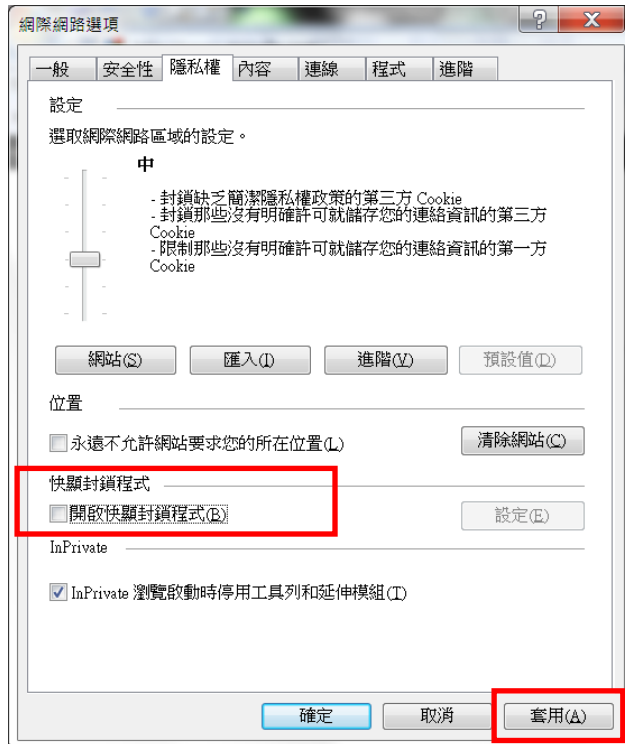 網際網路選項
一般 安全性 隱私權 內容 連線 程式 進階
設定
選取網際網路區域的設定。
中
- 封鎖缺乏簡潔隱私權政策的第三方 Cookie
- 封鎖那些沒有明確許可就儲存您的連絡資訊的第三方
Cookie
- 限制那些沒有明確許可就儲存您的連絡資訊的第一方
Cookie
網站(S) 匯入(I) 進階(V) 預設值(D)
位置
永遠不允許網站要求您的所在位置(L) 清除網站(C)
快顯封鎖程式
開啟快顯封鎖程式(B) 設定(E)
InPrivate
InPrivate 瀏覽啟動時停用工具列和延伸模組(T)
確定 取消 套用(A)